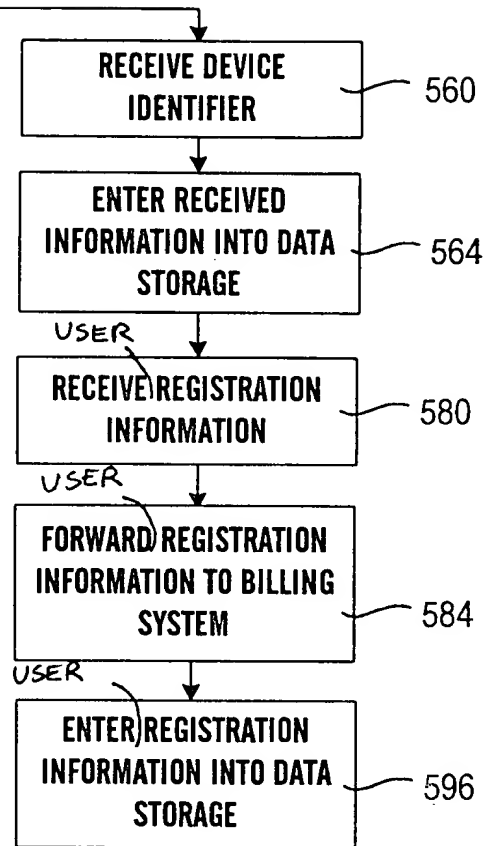 RECEIVE DEVICE
IDENTIFIER
560
ENTER RECEIVED
INFORMATION INTO DATA
STORAGE
564
USER
RECEIVE REGISTRATION
INFORMATION
580
USER
FORWARD REGISTRATION
INFORMATION TO BILLING
SYSTEM
584
USER
ENTER REGISTRATION
INFORMATION INTO DATA
STORAGE
596